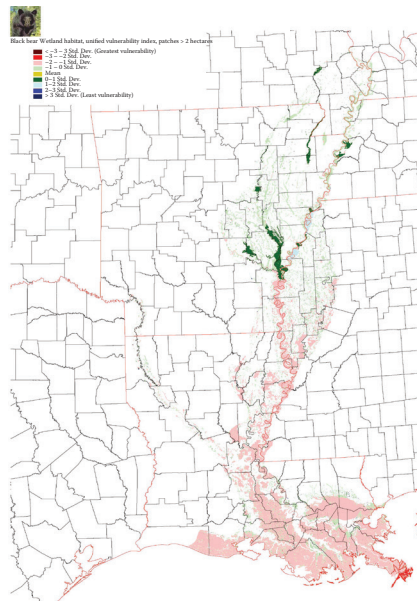 Black bear Wetland habitat, unified vulnerability index, patches > 2 hectares
< −3 – 3 Std. Dev. (Greatest vulnerability)
−3 – −2 Std. Dev.
−2 – −1 Std. Dev.
−1 – 0 Std. Dev.
Mean
0–1 Std. Dev.
1–2 Std. Dev.
2–3 Std. Dev.
> 3 Std. Dev. (Least vulnerability)